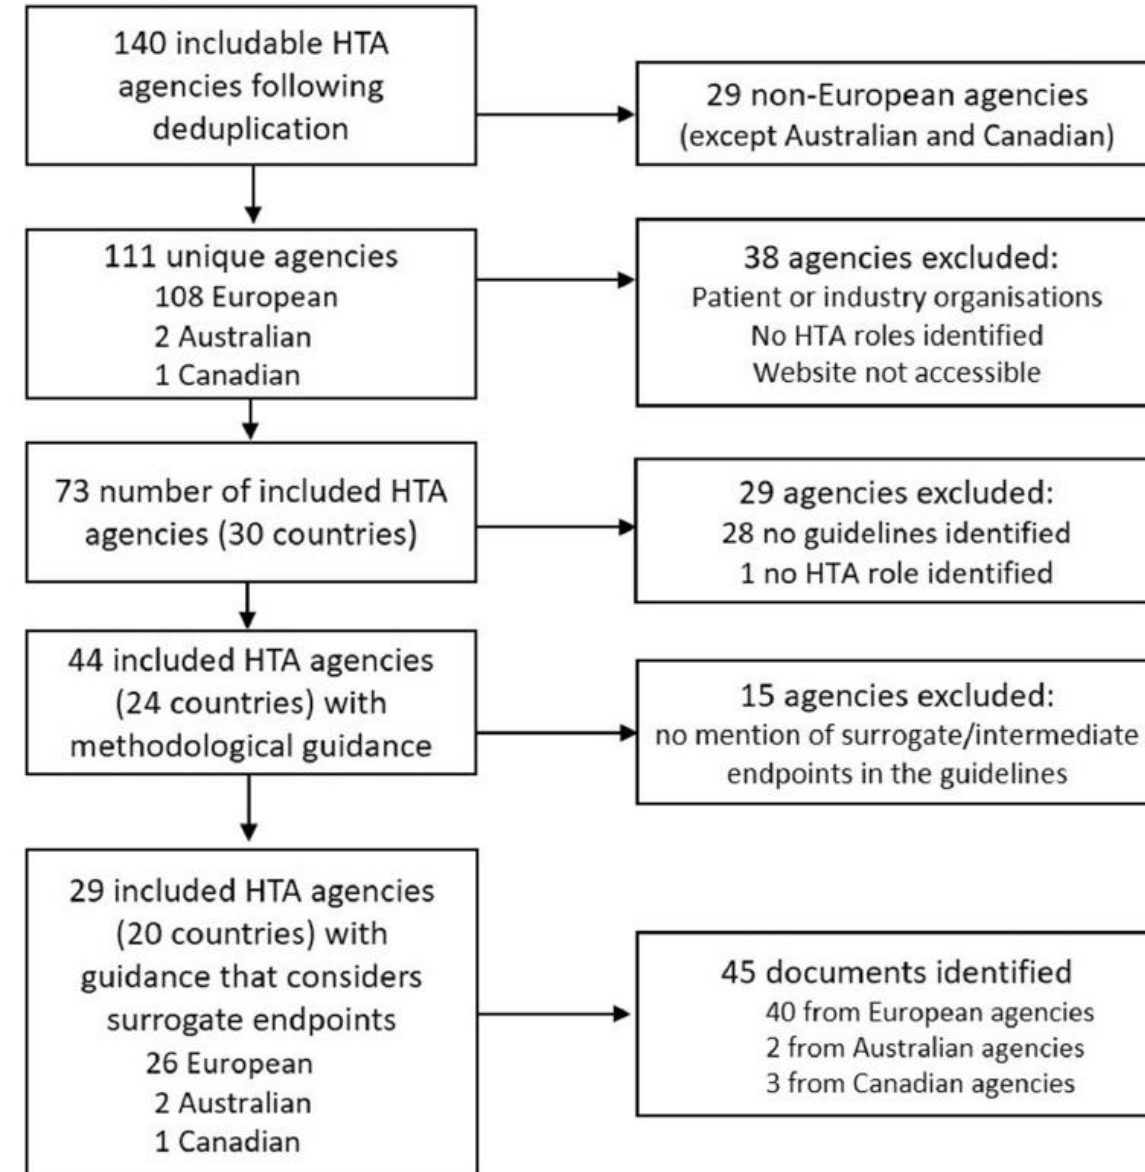 140 includable HTA
agencies following
deduplication
29 non-European agencies
(except Australian and Canadian)
111 unique agencies
108 European
2 Australian
1 Canadian
38 agencies excluded:
Patient or industry organisations
No HTA roles identified
Website not accessible
73 number of included HTA
agencies (30 countries)
29 agencies excluded:
28 no guidelines identified
1 no HTA role identified
44 included HTA agencies
(24 countries) with
methodological guidance
15 agencies excluded:
no mention of surrogate/intermediate
endpoints in the guidelines
29 included HTA agencies
(20 countries) with
guidance that considers
surrogate endpoints
26 European
2 Australian
1 Canadian
45 documents identified
40 from European agencies
2 from Australian agencies
3 from Canadian agencies